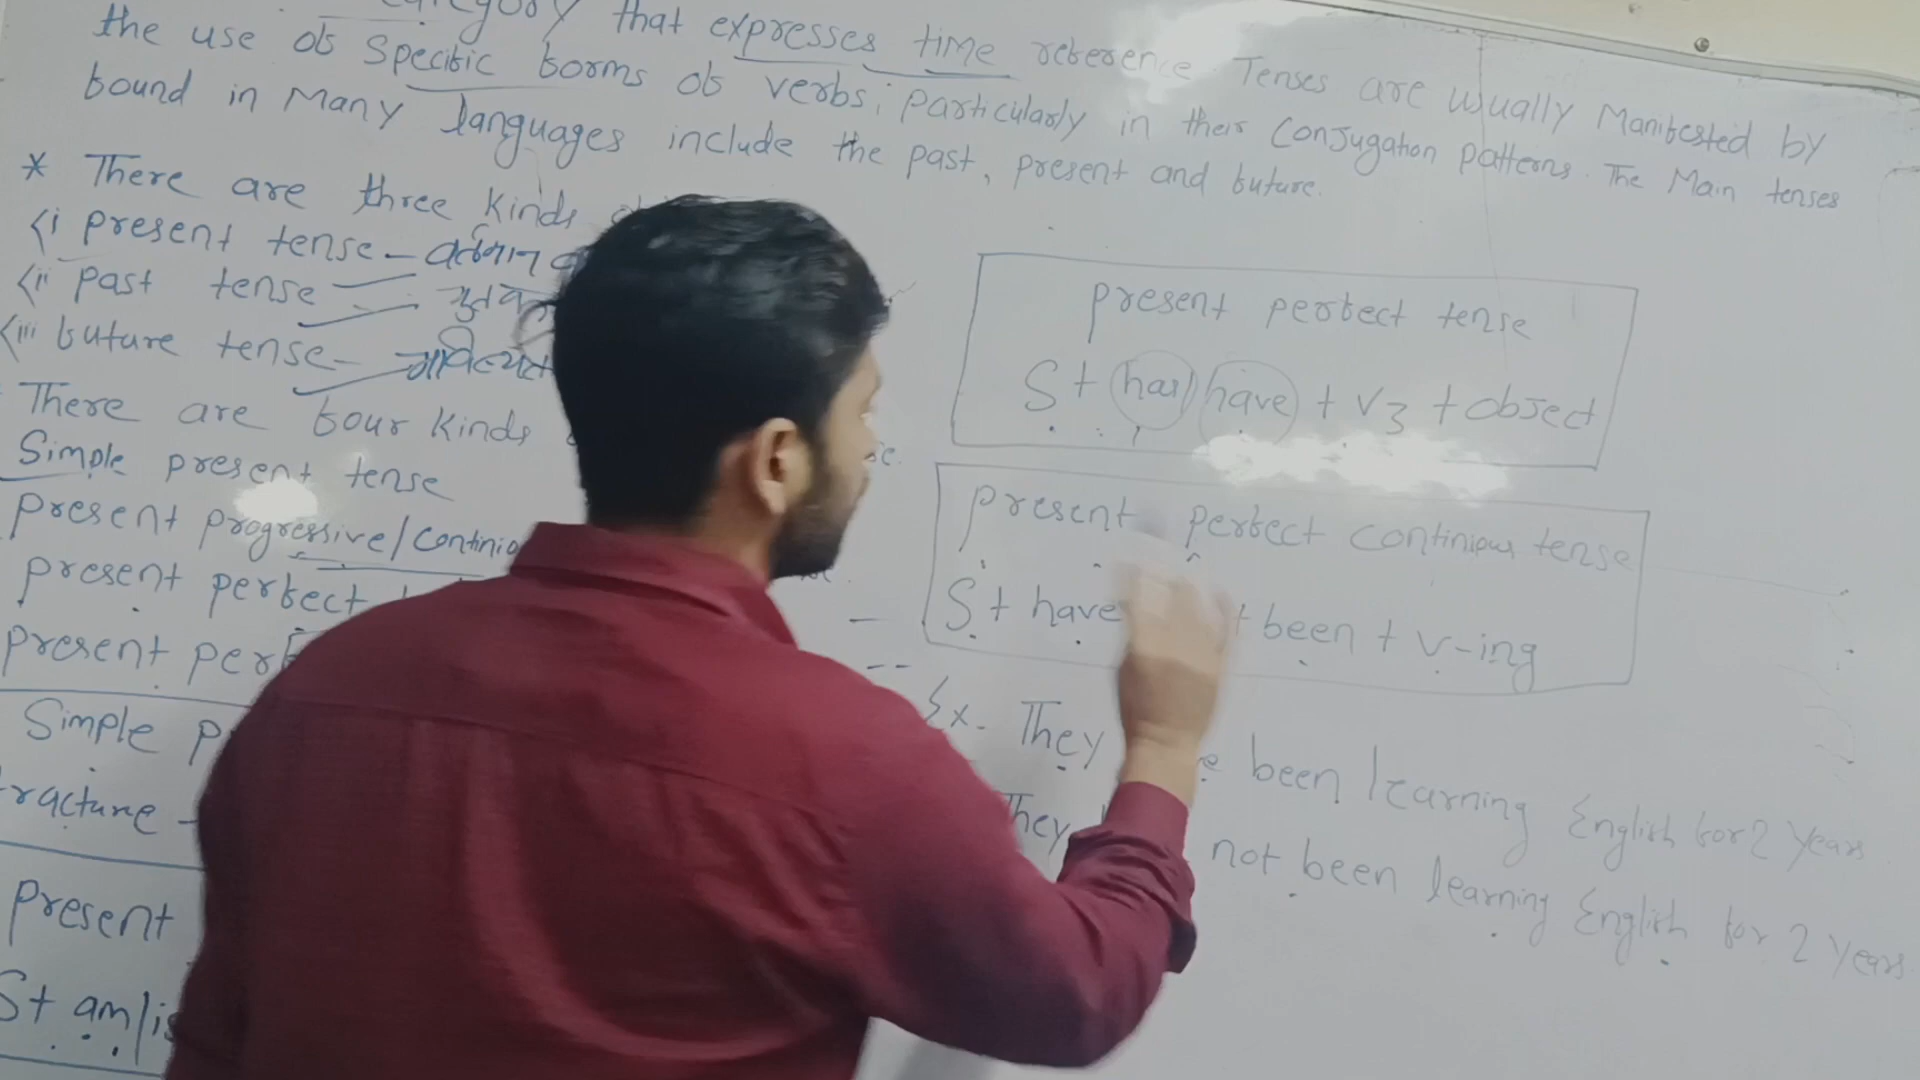 that expresses time reference Tenses are usually Manifested by
the use of specific forms of verbs, particularly in their Conjugation patterns. The Main tenses
found in Many languages include the past, present and future.
* There are three kinds
<i present tense - वर्तमान
<ii past tense
<iii future tense -
There are four kinds
Simple present tense
present progressive/Continio
present perfect
present perf
Simple P
racture -
present
S+ am/is
present perfect tense
S+ has/have + V3 + object
present perfect continious tense
S+ have + been + V-ing
Ex. They been learning English for 2 years
They not been learning English for 2 years